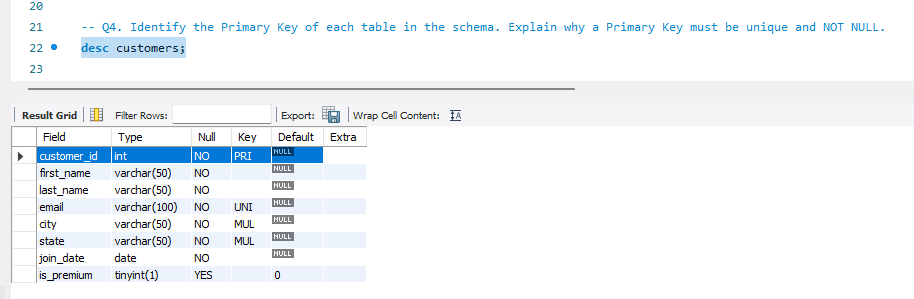 20
21 -- Q4. Identify the Primary Key of each table in the schema. Explain why a Primary Key must be unique and NOT NULL.
22 desc customers;
23
Result Grid Filter Rows: Export: Wrap Cell Content:
Field Type Null Key Default Extra
customer_id int NO PRI NULL
first_name varchar(50) NO NULL
last_name varchar(50) NO NULL
email varchar(100) NO UNI NULL
city varchar(50) NO MUL NULL
state varchar(50) NO MUL NULL
join_date date NO NULL
is_premium tinyint(1) YES 0